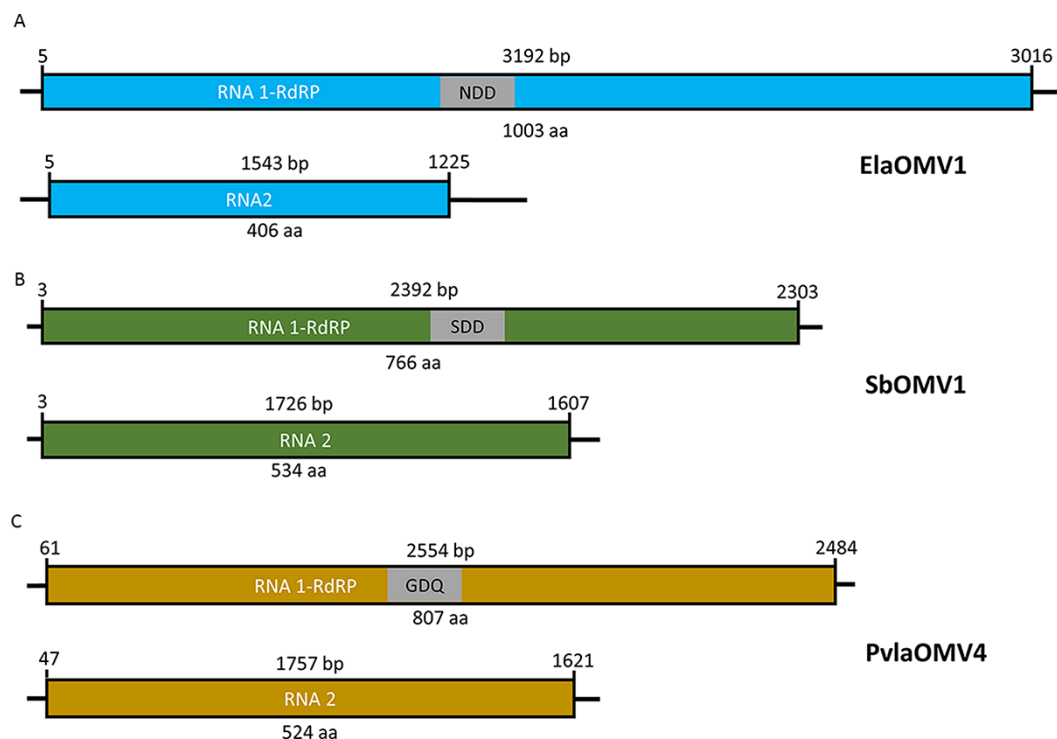 A
5 3192 bp 3016
RNA 1-RdRP NDD
1003 aa
5 1543 bp 1225
RNA2
406 aa
ElaOMV1
B
3 2392 bp 2303
RNA 1-RdRP SDD
766 aa
3 1726 bp 1607
RNA 2
534 aa
SbOMV1
C
61 2554 bp 2484
RNA 1-RdRP GDQ
807 aa
47 1757 bp 1621
RNA 2
524 aa
PvlaOMV4